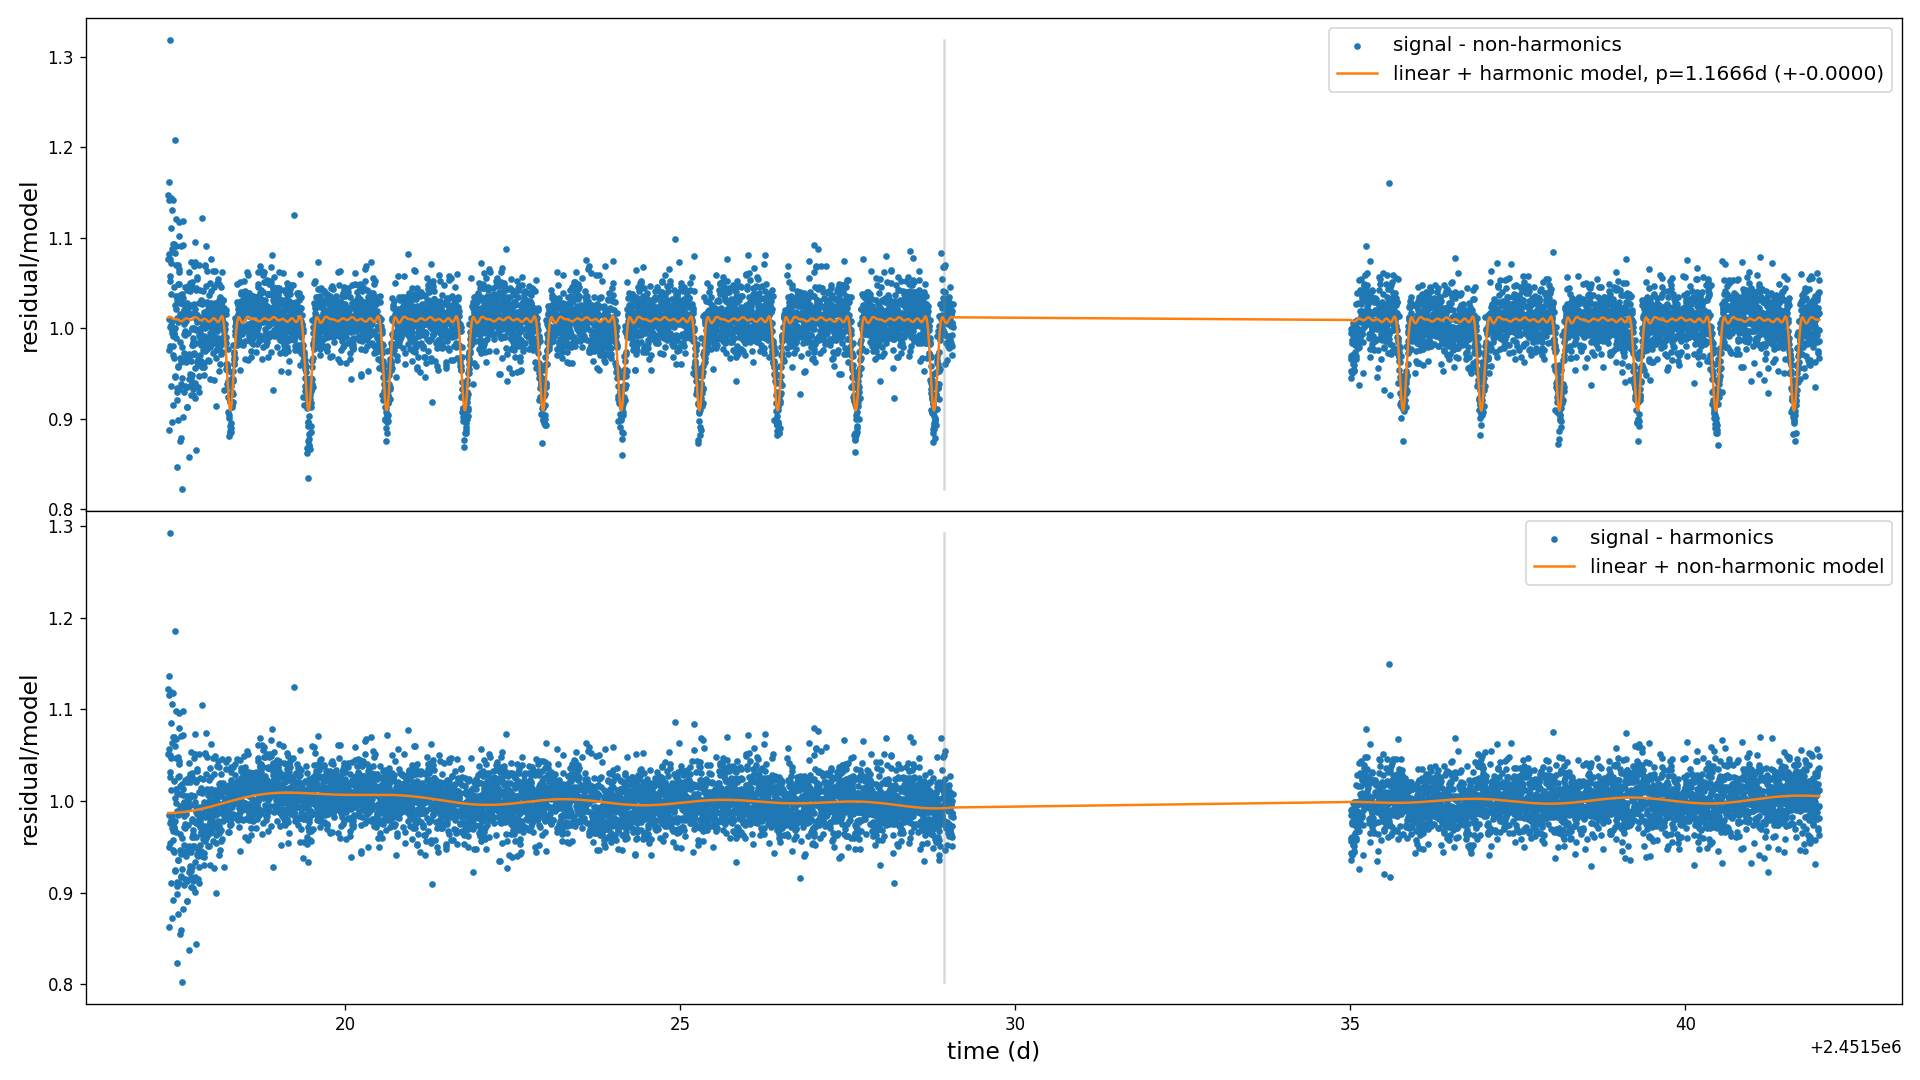 signal - non-harmonics
linear + harmonic model, p=1.1666d (+-0.0000)
1.3
1.2
1.1
1.0
0.9
0.8
residual/model
signal - harmonics
linear + non-harmonic model
1.3
1.2
1.1
1.0
0.9
0.8
residual/model
20
25
30
35
40
time (d)
+2.4515e6